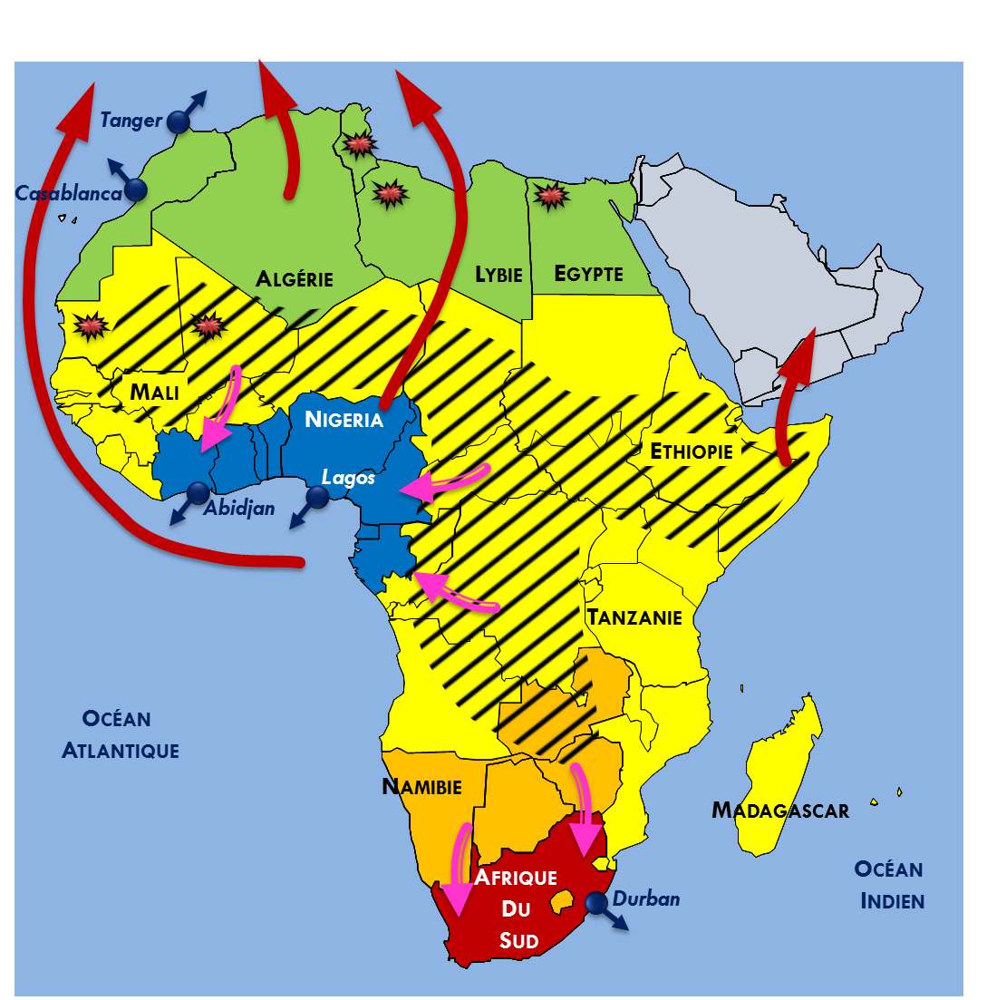 Tanger
Casablanca
ALGÉRIE
LYBIE
EGYPTE
MALI
NIGERIA
ETHIOPIE
Lagos
Abidjan
TANZANIE
OCÉAN
ATLANTIQUE
NAMIBIE
MADAGASCAR
AFRIQUE
DU
SUD
Durban
OCÉAN
INDIEN